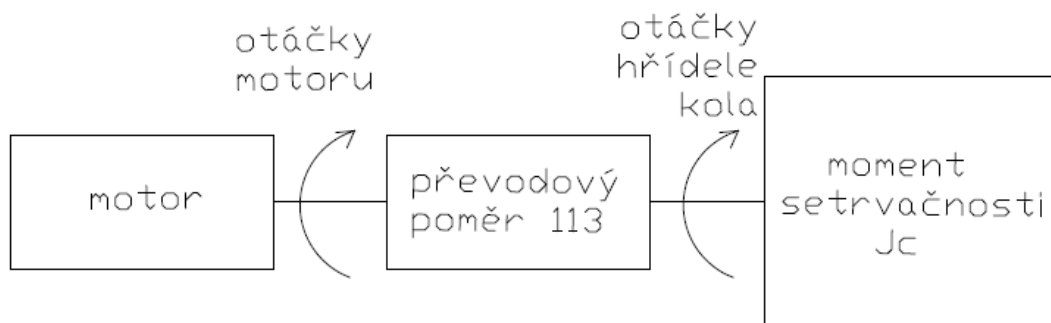 otáčky
motoru
otáčky
hřídele
kola
motor
převodový
poměr 113
moment
setrvačnosti
Jc